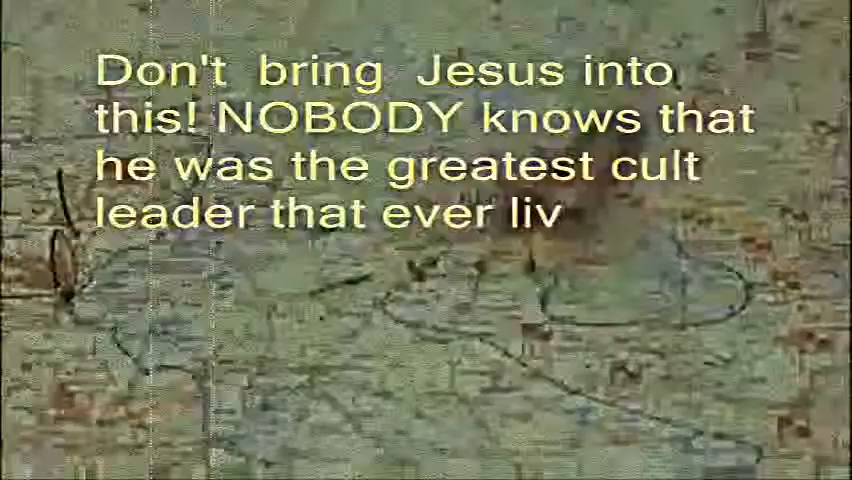 Don't bring Jesus into
this! NOBODY knows that
he was the greatest cult
leader that ever liv